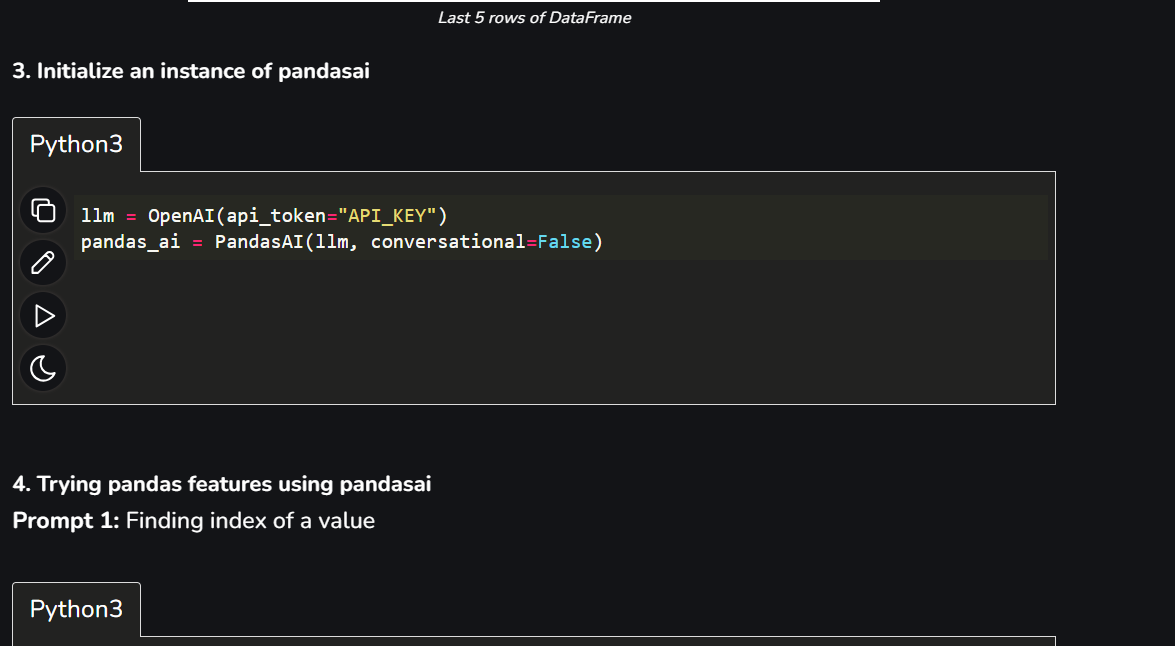 Last 5 rows of DataFrame
3. Initialize an instance of pandasai
Python3
llm = OpenAI(api_token="API_KEY")
pandas_ai = PandasAI(llm, conversational=False)
4. Trying pandas features using pandasai
Prompt 1: Finding index of a value
Python3